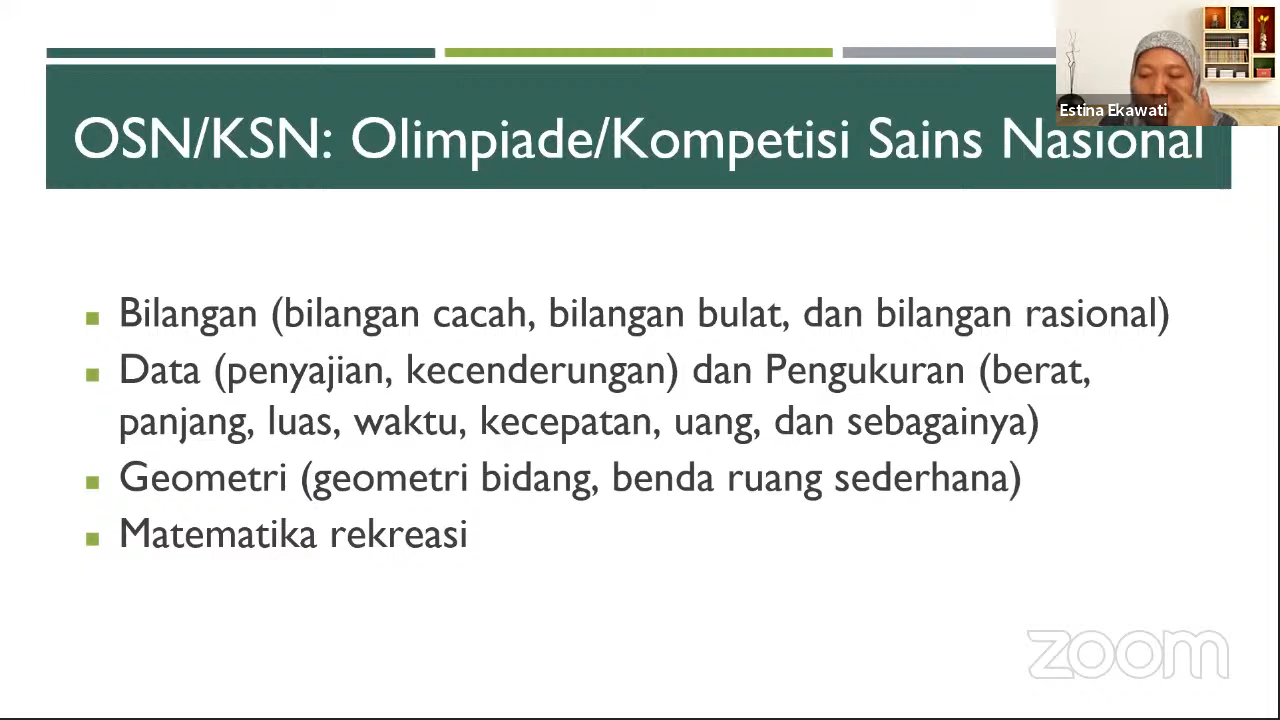 Estina Ekawati
OSN/KSN: Olimpiade/Kompetisi Sains Nasional
Bilangan (bilangan cacah, bilangan bulat, dan bilangan rasional)
Data (penyajian, kecenderungan) dan Pengukuran (berat,
panjang, luas, waktu, kecepatan, uang, dan sebagainya)
Geometri (geometri bidang, benda ruang sederhana)
Matematika rekreasi
zoom